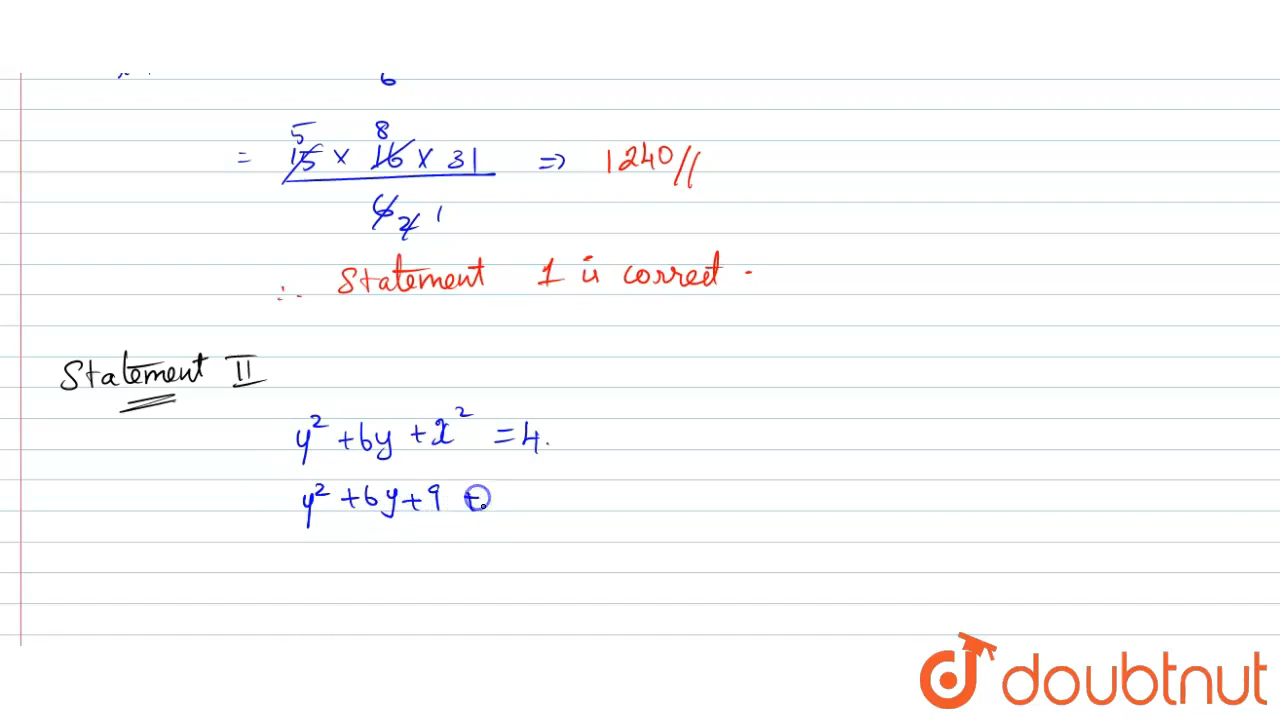 6
5 8
= 15 × 16 × 31 ⇒ 1240//
6 2 1
∴ Statement 1 is correct.
Statement II
y² + 6y + x² = 4.
y² + 6y + 9 +
doubtnut